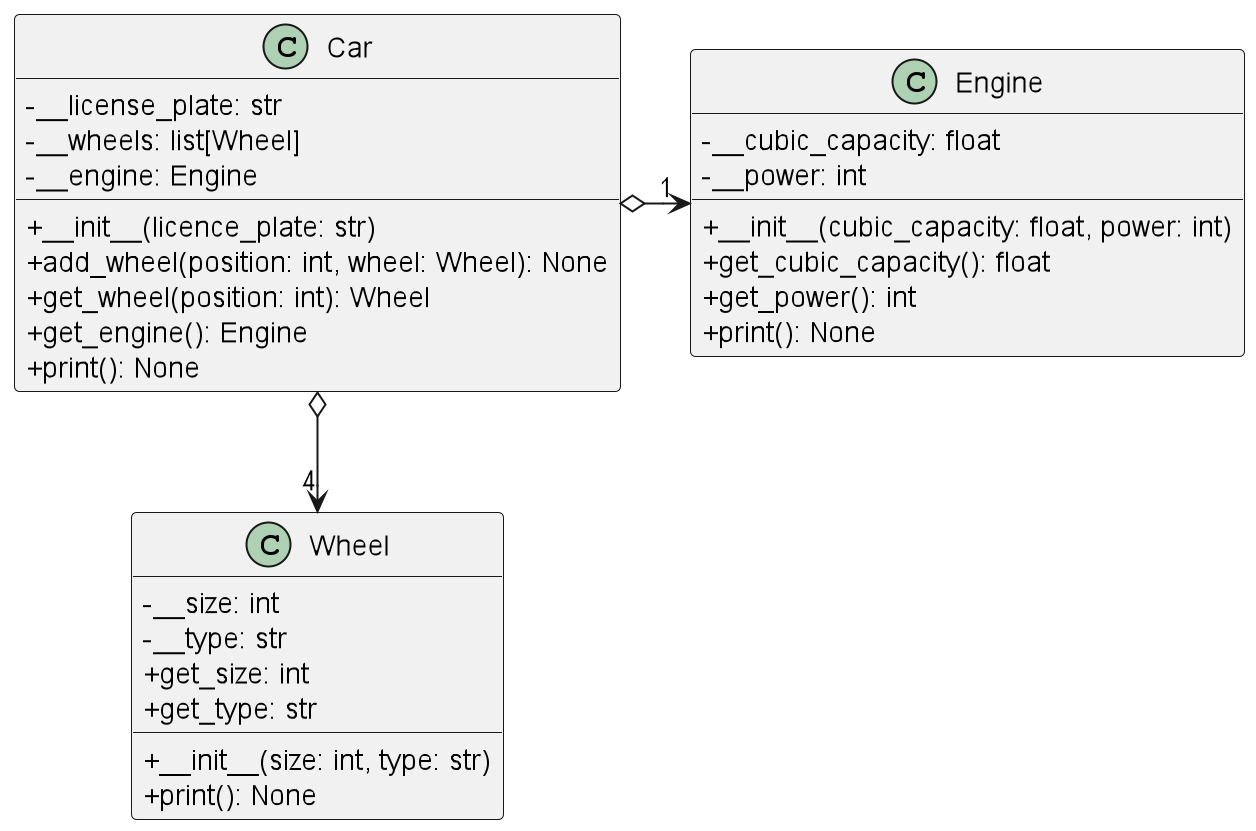 C Car
-__license_plate: str
-__wheels: list[Wheel]
-__engine: Engine
+__init__(licence_plate: str)
+add_wheel(position: int, wheel: Wheel): None
+get_wheel(position: int): Wheel
+get_engine(): Engine
+print(): None
1
C Engine
-__cubic_capacity: float
-__power: int
+__init__(cubic_capacity: float, power: int)
+get_cubic_capacity(): float
+get_power(): int
+print(): None
4
C Wheel
-__size: int
-__type: str
+get_size: int
+get_type: str
+__init__(size: int, type: str)
+print(): None